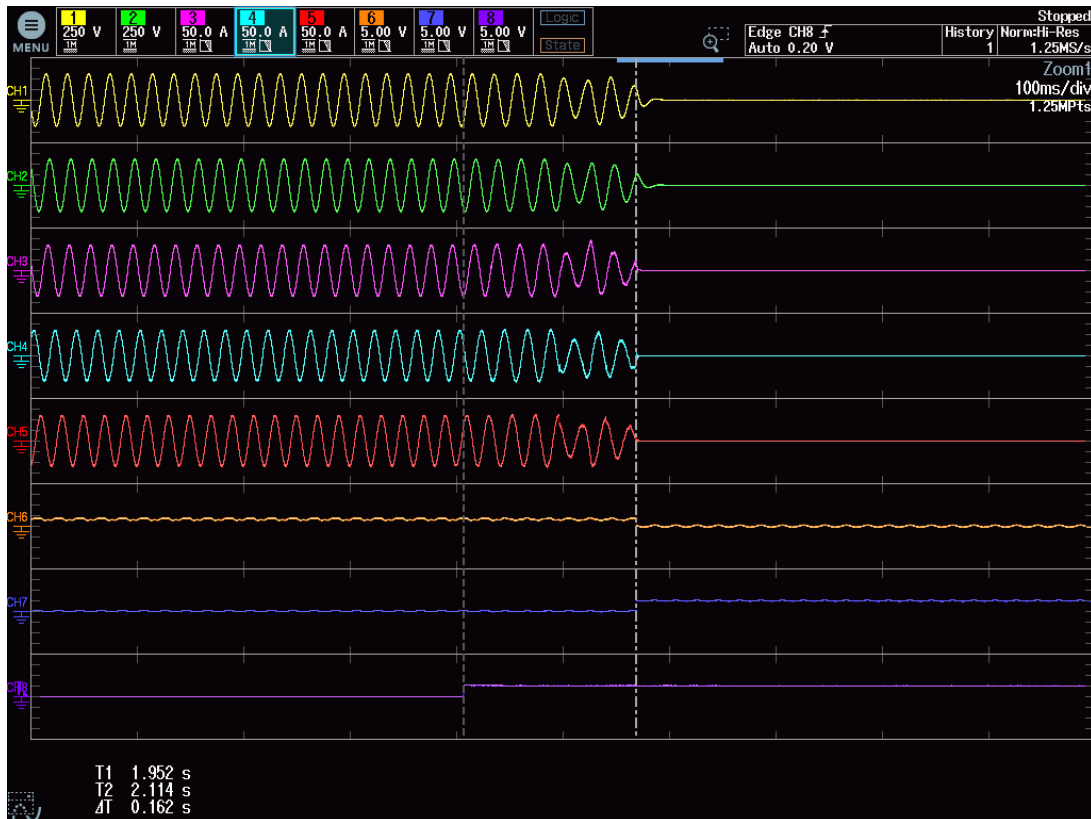 MENU
1 2 3 4 5 6 7 8
250 V 250 V 50.0 A 50.0 A 50.0 A 5.00 V 5.00 V 5.00 V
1M 1M 1M 1M 1M 1M 1M 1M
Logic
State
Edge CH8
Auto 0.20 V
Stopped
History Norm:Hi-Res
1 1.25MS/s
Zoom1
100ms/div
1.25MPts
CH1
CH2
CH3
CH4
CH5
CH6
CH7
CH8
T1 1.952 s
T2 2.114 s
ΔT 0.162 s